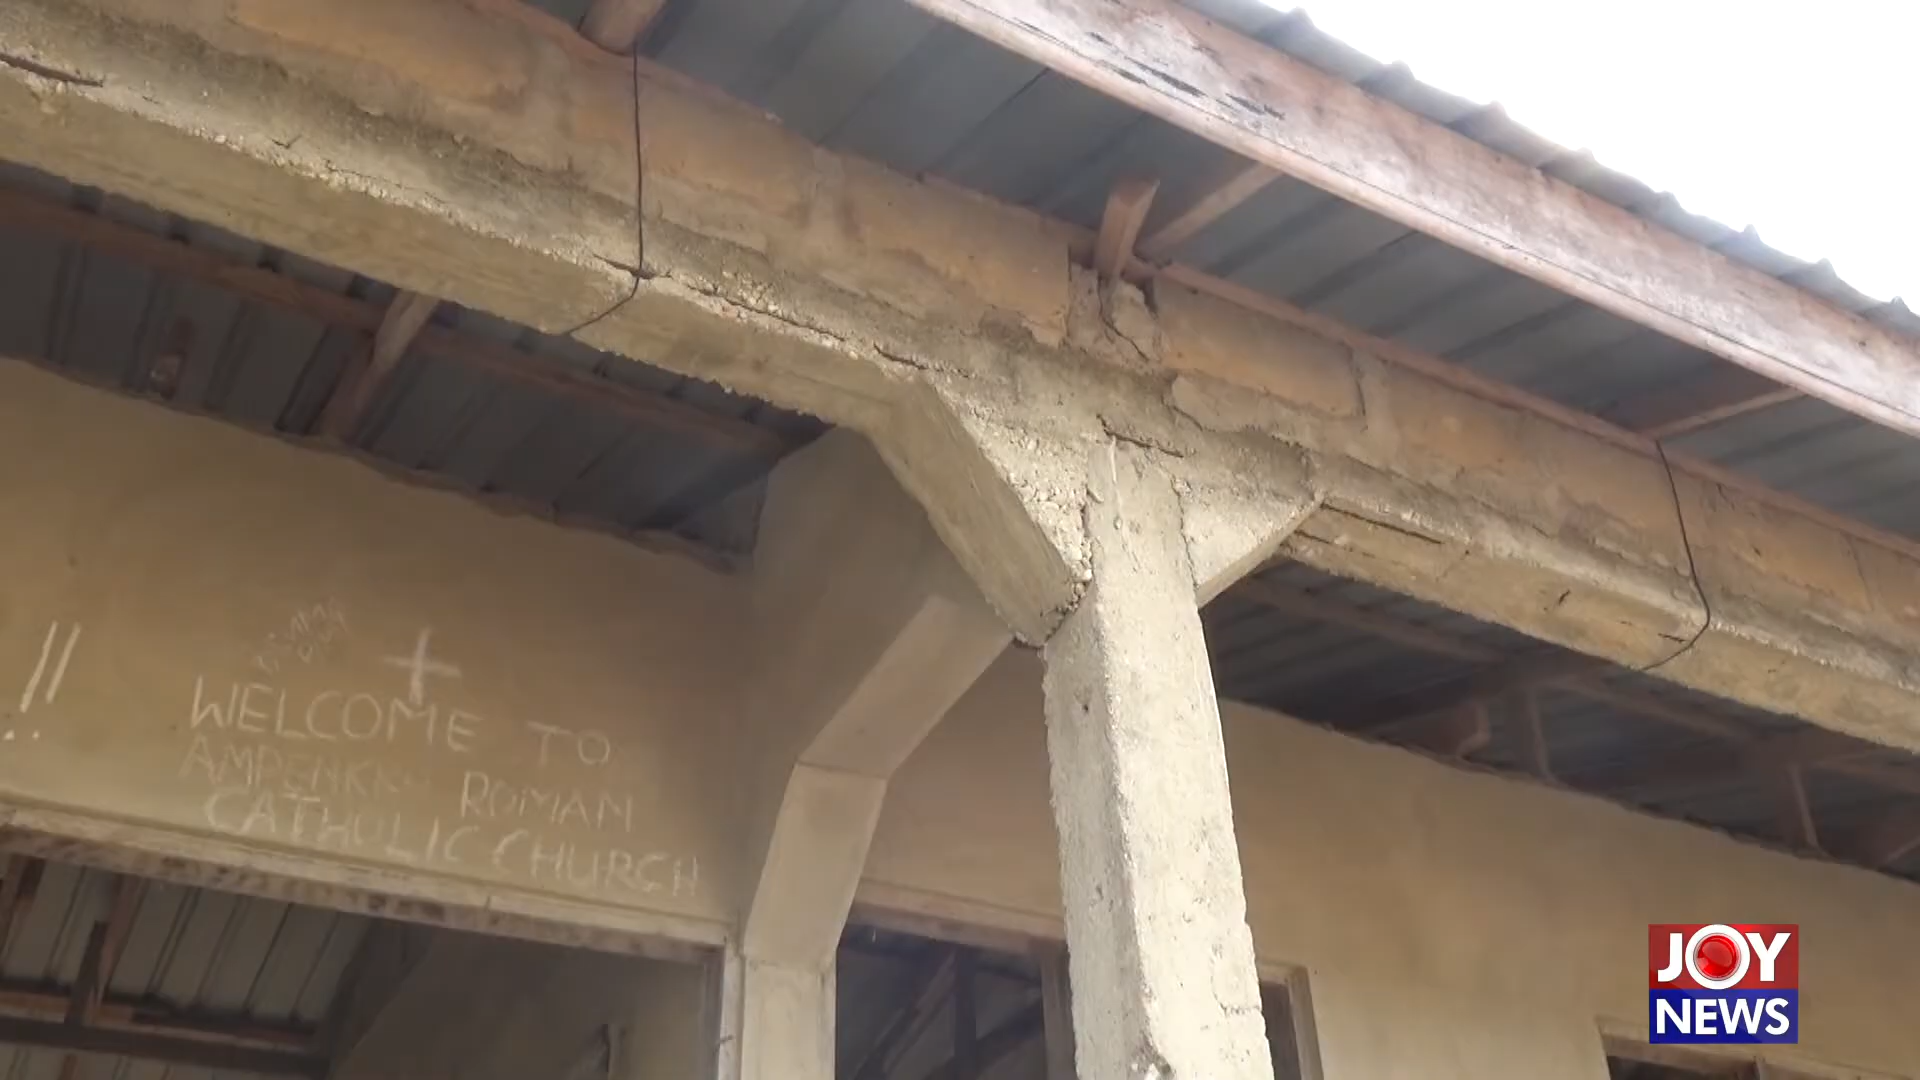 !!
WELCOME TO
ROMAN
CATHOLIC CHURCH
JOY
NEWS